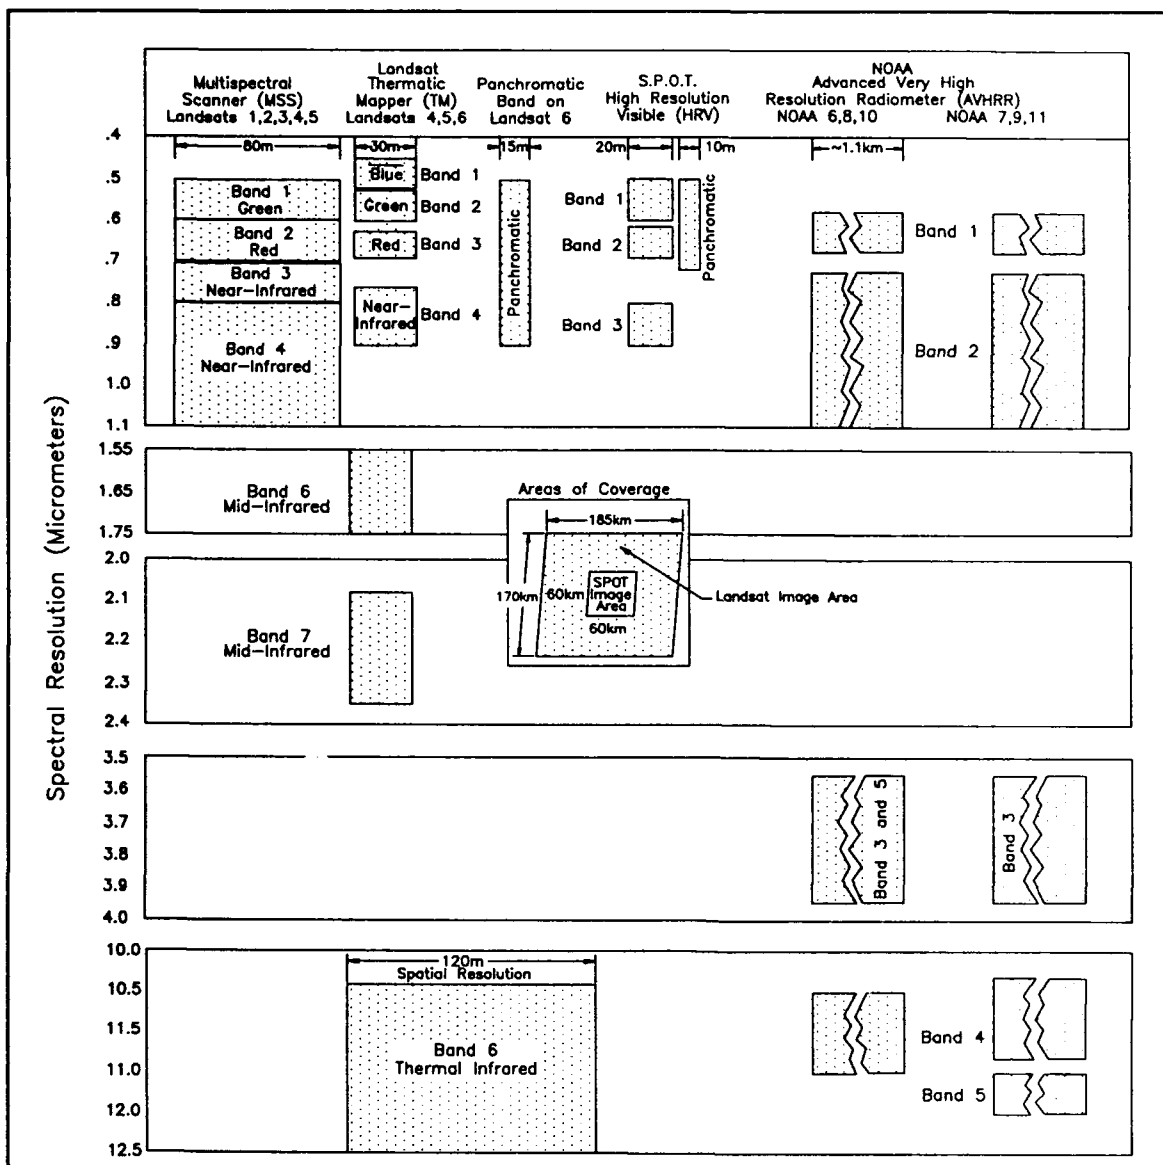 Multispectral
Scanner (MSS)
Landsats 1,2,3,4,5
Landsat
Thermatic
Mapper (TM)
Landsats 4,5,6
Panchromatic
Band on
Landsat 6
S.P.O.T.
High Resolution
Visible (HRV)
NOAA
Advanced Very High
Resolution Radiometer (AVHRR)
NOAA 6,8,10
NOAA 7,9,11
80m
30m
15m
20m
10m
~1.1km
Spectral Resolution (Micrometers)
.4
.5
.6
.7
.8
.9
1.0
1.1
Band 1
Green
Band 2
Red
Band 3
Near-Infrared
Band 4
Near-Infrared
Blue
Band 1
Green
Band 2
Red
Band 3
Near-
Infrared
Band 4
Panchromatic
Band 1
Band 2
Band 3
Panchromatic
Band 1
Band 2
1.55
1.65
1.75
Band 6
Mid-Infrared
Areas of Coverage
185km
170km
60km
SPOT
Image
Area
60km
Landsat Image Area
2.0
2.1
2.2
2.3
2.4
Band 7
Mid-Infrared
3.5
3.6
3.7
3.8
3.9
4.0
Band 3 and 5
Band 3
10.0
10.5
11.5
11.0
12.0
12.5
120m
Spatial Resolution
Band 6
Thermal Infrared
Band 4
Band 5